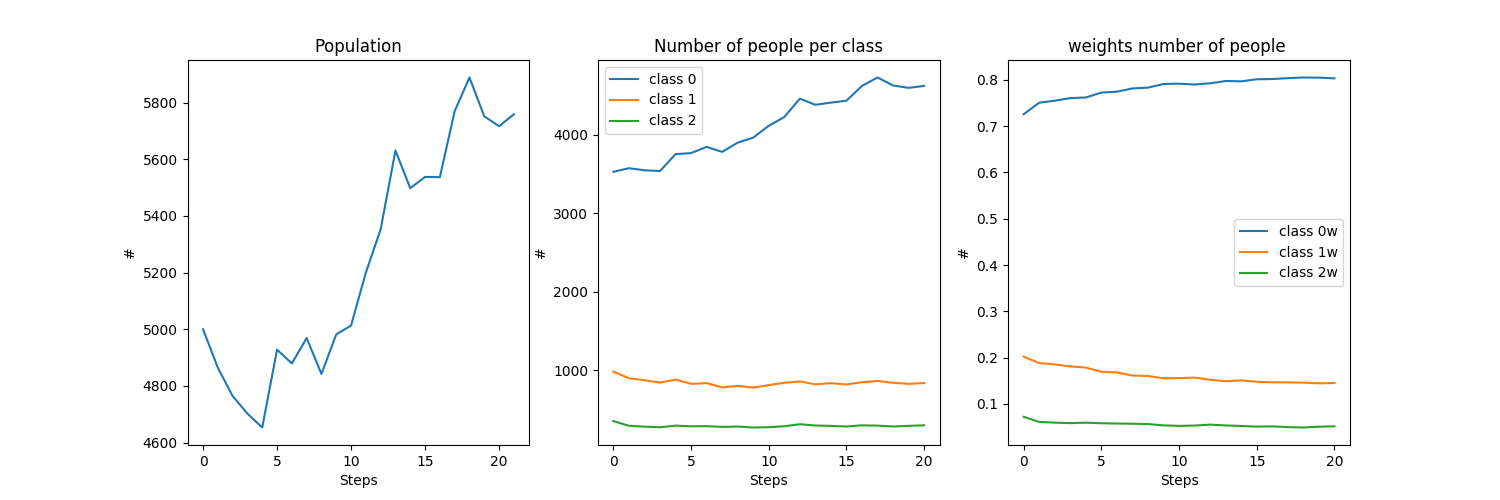 Population
5800
5600
5400
5200
5000
4800
4600
#
0 5 10 15 20
Steps
Number of people per class
class 0
class 1
class 2
4000
3000
2000
1000
#
0 5 10 15 20
Steps
weights number of people
0.8
0.7
0.6
0.5
0.4
0.3
0.2
0.1
#
class 0w
class 1w
class 2w
0 5 10 15 20
Steps